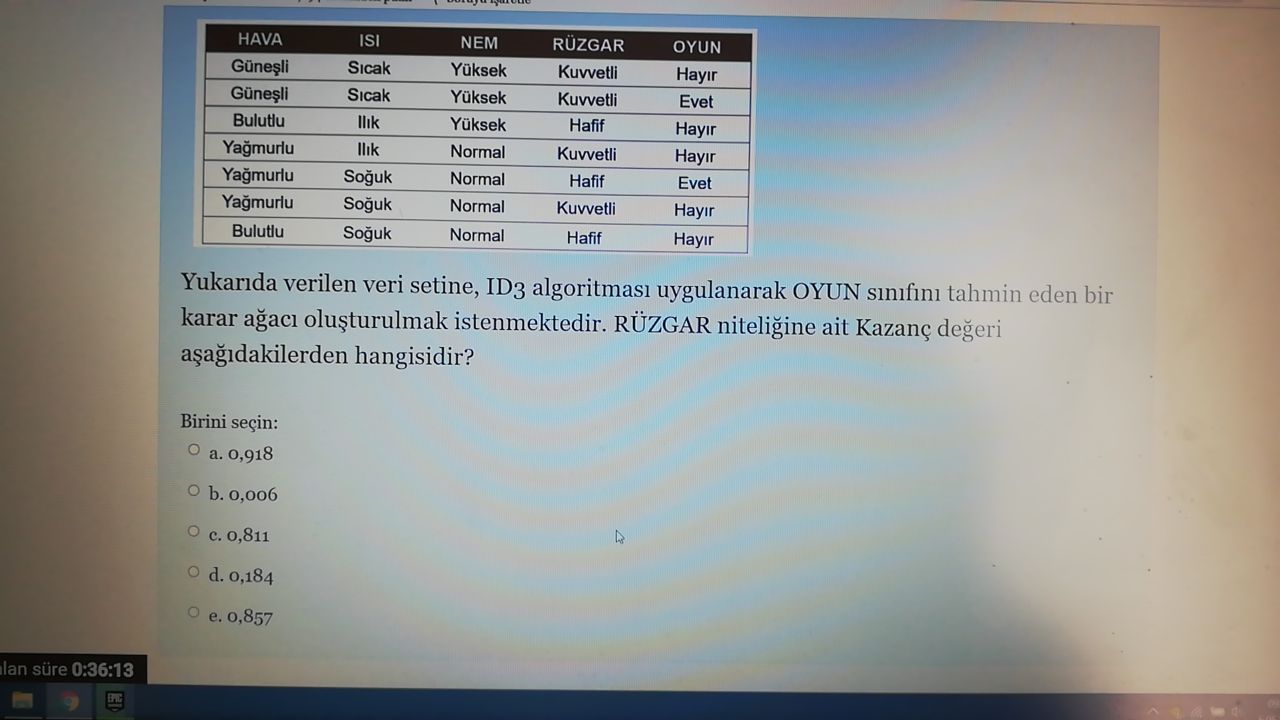 HAVA ISI NEM RÜZGAR OYUN
Güneşli Sıcak Yüksek Kuvvetli Hayır
Güneşli Sıcak Yüksek Kuvvetli Evet
Bulutlu Ilık Yüksek Hafif Hayır
Yağmurlu Ilık Normal Kuvvetli Hayır
Yağmurlu Soğuk Normal Hafif Evet
Yağmurlu Soğuk Normal Kuvvetli Hayır
Bulutlu Soğuk Normal Hafif Hayır
Yukarıda verilen veri setine, ID3 algoritması uygulanarak OYUN sınıfını tahmin eden bir
karar ağacı oluşturulmak istenmektedir. RÜZGAR niteliğine ait Kazanç değeri
aşağıdakilerden hangisidir?
Birini seçin:
a. 0,918
b. 0,006
c. 0,811
d. 0,184
e. 0,857
alan süre 0:36:13
EPIC